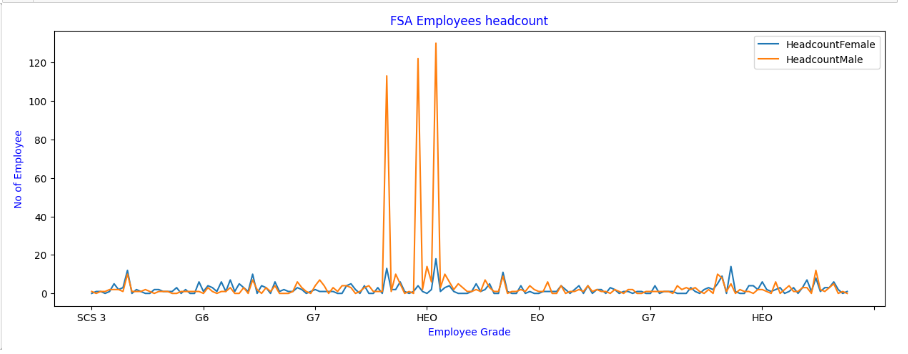 FSA Employees headcount
HeadcountFemale
HeadcountMale
No of Employee
120
100
80
60
40
20
0
SCS 3 G6 G7 HEO EO G7 HEO
Employee Grade